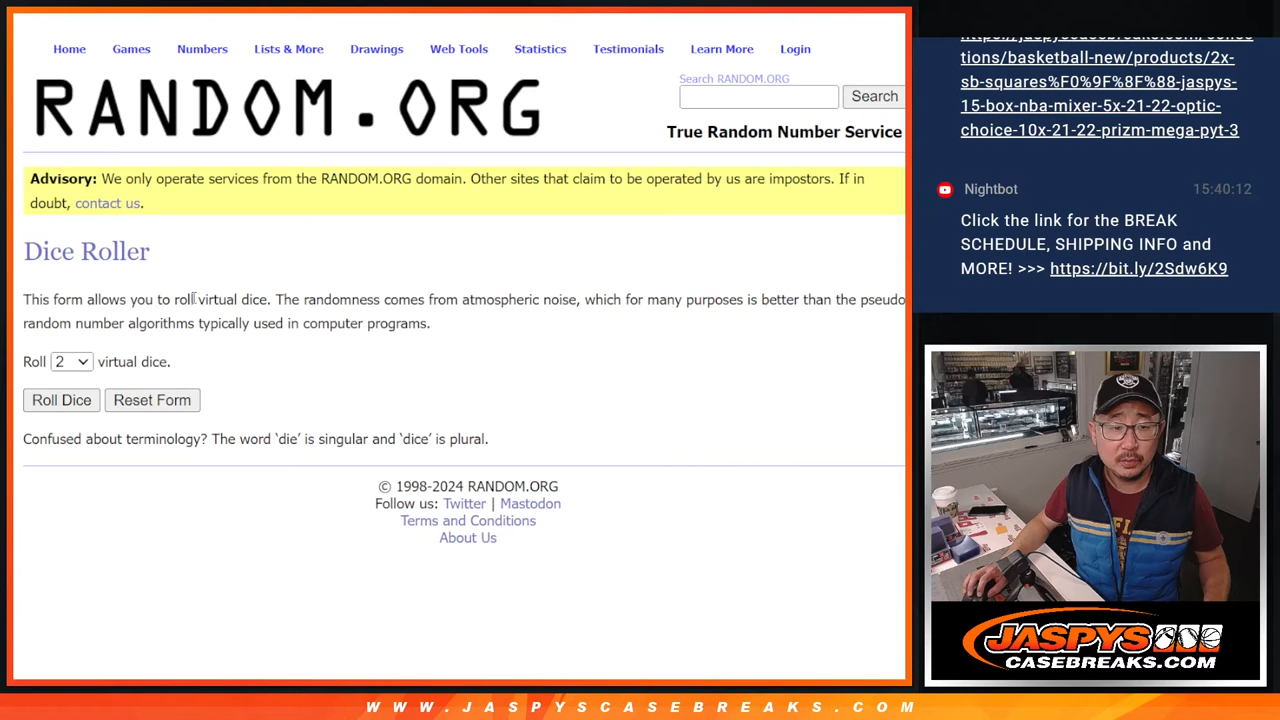 Home Games Numbers Lists & More Drawings Web Tools Statistics Testimonials Learn More Login
RANDOM.ORG
Search RANDOM.ORG
Search
True Random Number Service
Advisory: We only operate services from the RANDOM.ORG domain. Other sites that claim to be operated by us are impostors. If in
doubt, contact us.
Dice Roller
This form allows you to roll virtual dice. The randomness comes from atmospheric noise, which for many purposes is better than the pseudo
random number algorithms typically used in computer programs.
Roll 2 virtual dice.
Roll Dice Reset Form
Confused about terminology? The word ‘die’ is singular and ‘dice’ is plural.
© 1998-2024 RANDOM.ORG
Follow us: Twitter | Mastodon
Terms and Conditions
About Us
tions/basketball-new/products/2x-
sb-squares%F0%9F%8F%88-jaspys-
15-box-nba-mixer-5x-21-22-optic-
choice-10x-21-22-prizm-mega-pyt-3
Nightbot 15:40:12
Click the link for the BREAK
SCHEDULE, SHIPPING INFO and
MORE! >>> https://bit.ly/2Sdw6K9
JASPYS
CASEBREAKS.COM
WWW.JASPYSCASEBREAKS.COM